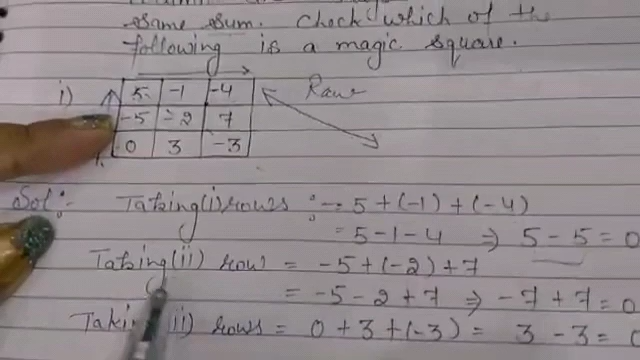 same sum. Check which of the
following is a magic square.
i) 5 -1 -4 Raw
-5 -2 7
0 3 -3
Sol:- Taking (i) rows :- = 5 + (-1) + (-4)
= 5 - 1 - 4 ⇒ 5 - 5 = 0
Taking (ii) row = -5 + (-2) + 7
= -5 - 2 + 7 ⇒ -7 + 7 = 0
rows = 0 + 3 + (-3) = 3 - 3 = 0